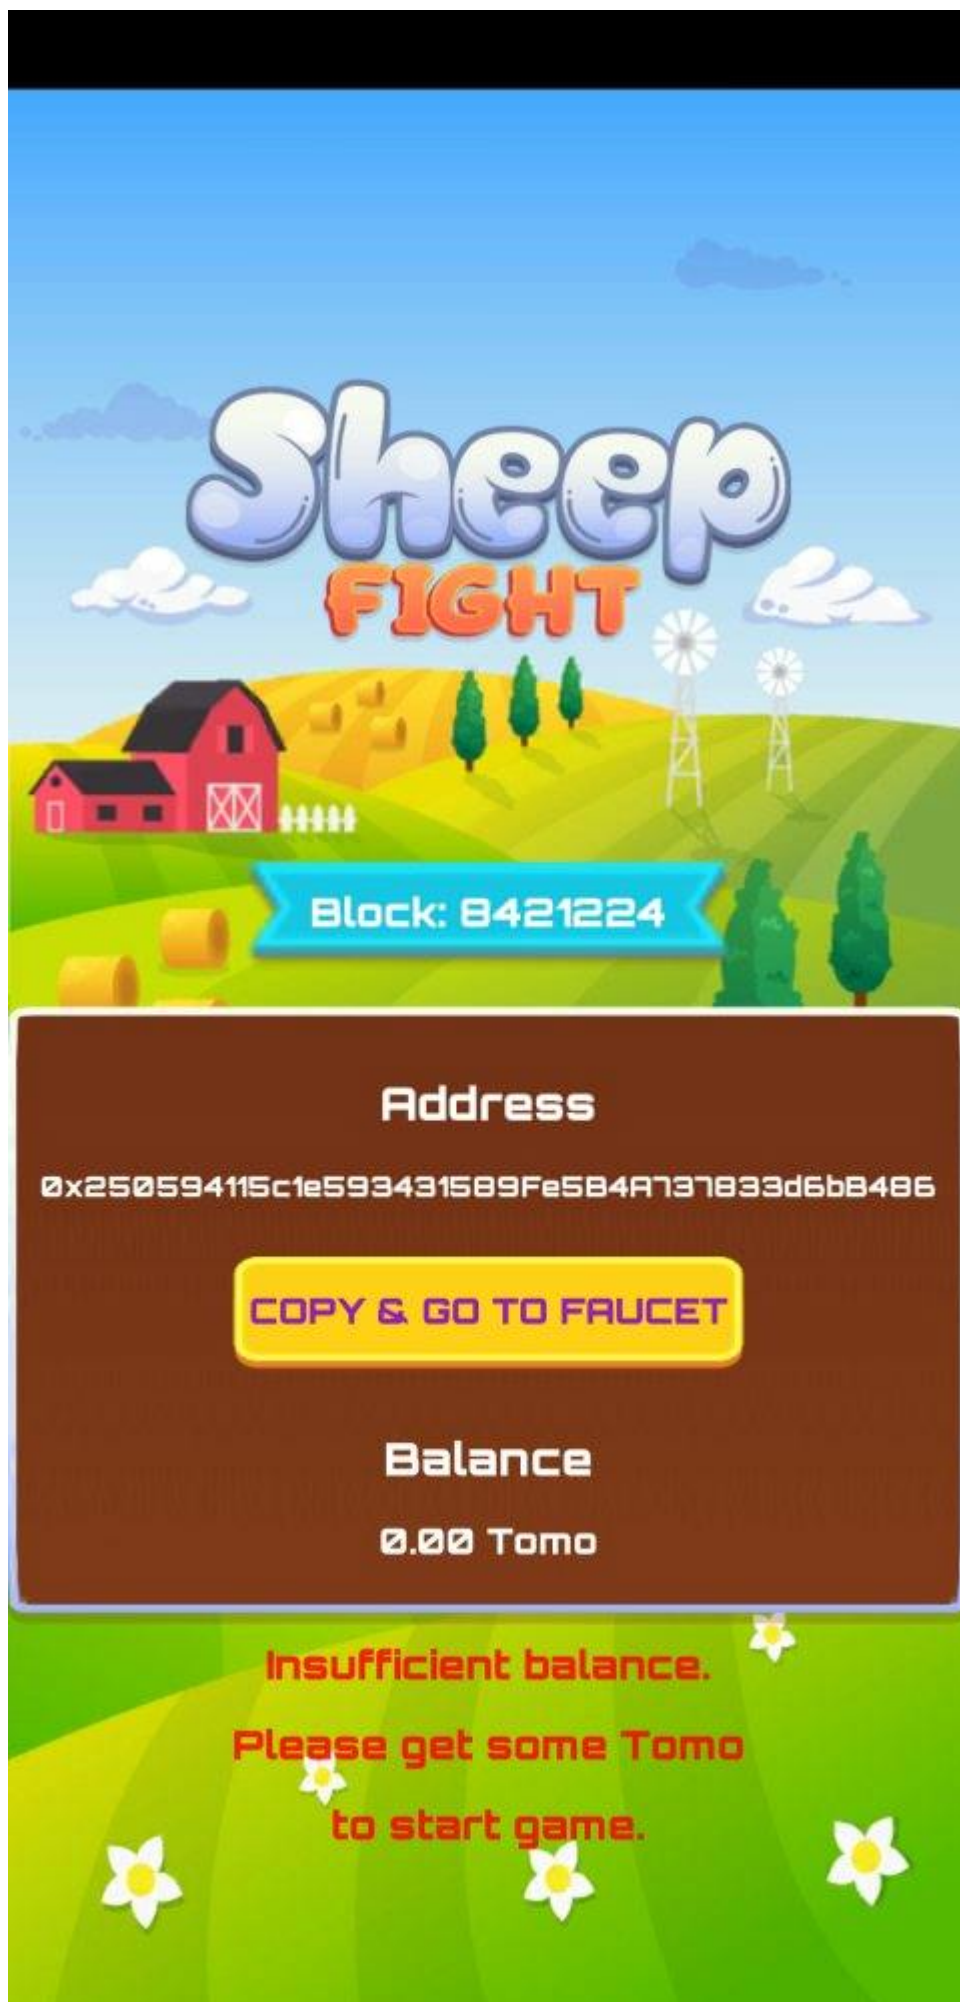 Sheep
FIGHT
Block: 8421224
Address
0x250594115c1e593431589Fe5B4A737833d6bB486
COPY & GO TO FAUCET
Balance
0.00 Tomo
Insufficient balance.
Please get some Tomo
to start game.